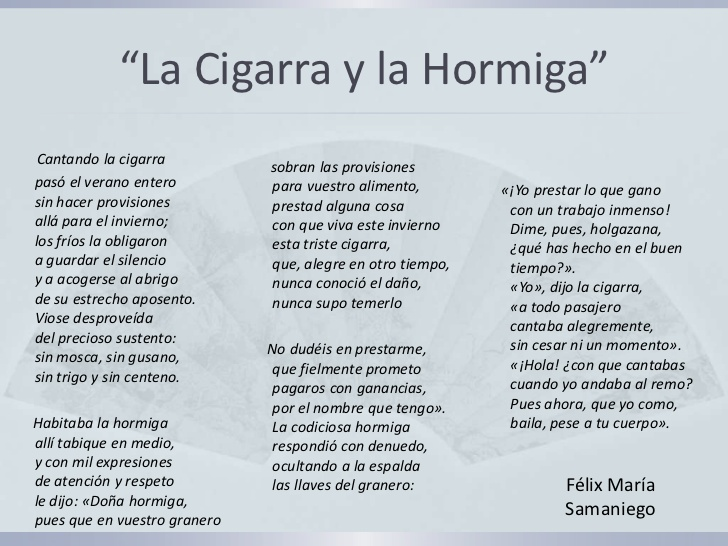 “La Cigarra y la Hormiga”
Cantando la cigarra
pasó el verano entero
sin hacer provisiones
allá para el invierno;
los fríos la obligaron
a guardar el silencio
y a acogerse al abrigo
de su estrecho aposento.
Viose desproveída
del precioso sustento:
sin mosca, sin gusano,
sin trigo y sin centeno.
Habitaba la hormiga
allí tabique en medio,
y con mil expresiones
de atención y respeto
le dijo: «Doña hormiga,
pues que en vuestro granero
sobran las provisiones
para vuestro alimento,
prestad alguna cosa
con que viva este invierno
esta triste cigarra,
que, alegre en otro tiempo,
nunca conoció el daño,
nunca supo temerlo
No dudéis en prestarme,
que fielmente prometo
pagaros con ganancias,
por el nombre que tengo».
La codiciosa hormiga
respondió con denuedo,
ocultando a la espalda
las llaves del granero:
«¡Yo prestar lo que gano
con un trabajo inmenso!
Dime, pues, holgazana,
¿qué has hecho en el buen
tiempo?».
«Yo», dijo la cigarra,
«a todo pasajero
cantaba alegremente,
sin cesar ni un momento».
«¡Hola! ¿con que cantabas
cuando yo andaba al remo?
Pues ahora, que yo como,
baila, pese a tu cuerpo».
Félix María
Samaniego